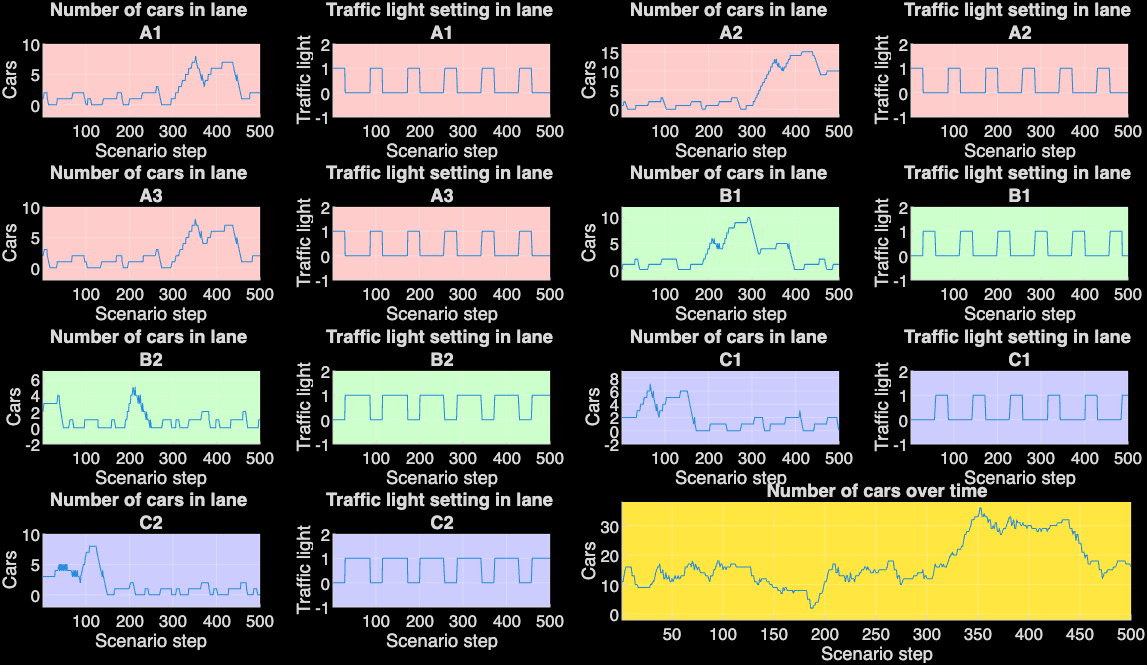 Number of cars in lane
A1
Cars
10
5
0
100 200 300 400 500
Scenario step
Traffic light setting in lane
A1
Traffic light
2
1
0
-1
100 200 300 400 500
Scenario step
Number of cars in lane
A2
Cars
15
10
5
0
100 200 300 400 500
Scenario step
Traffic light setting in lane
A2
Traffic light
2
1
0
-1
100 200 300 400 500
Scenario step
Number of cars in lane
A3
Cars
10
5
0
100 200 300 400 500
Scenario step
Traffic light setting in lane
A3
Traffic light
2
1
0
-1
100 200 300 400 500
Scenario step
Number of cars in lane
B1
Cars
10
5
0
100 200 300 400 500
Scenario step
Traffic light setting in lane
B1
Traffic light
2
1
0
-1
100 200 300 400 500
Scenario step
Number of cars in lane
B2
Cars
6
4
2
0
-2
100 200 300 400 500
Scenario step
Traffic light setting in lane
B2
Traffic light
2
1
0
-1
100 200 300 400 500
Scenario step
Number of cars in lane
C1
Cars
8
6
4
2
0
-2
100 200 300 400 500
Scenario step
Traffic light setting in lane
C1
Traffic light
2
1
0
-1
100 200 300 400 500
Scenario step
Number of cars in lane
C2
Cars
10
5
0
100 200 300 400 500
Scenario step
Traffic light setting in lane
C2
Traffic light
2
1
0
-1
100 200 300 400 500
Scenario step
Number of cars over time
Cars
30
20
10
0
50 100 150 200 250 300 350 400 450 500
Scenario step